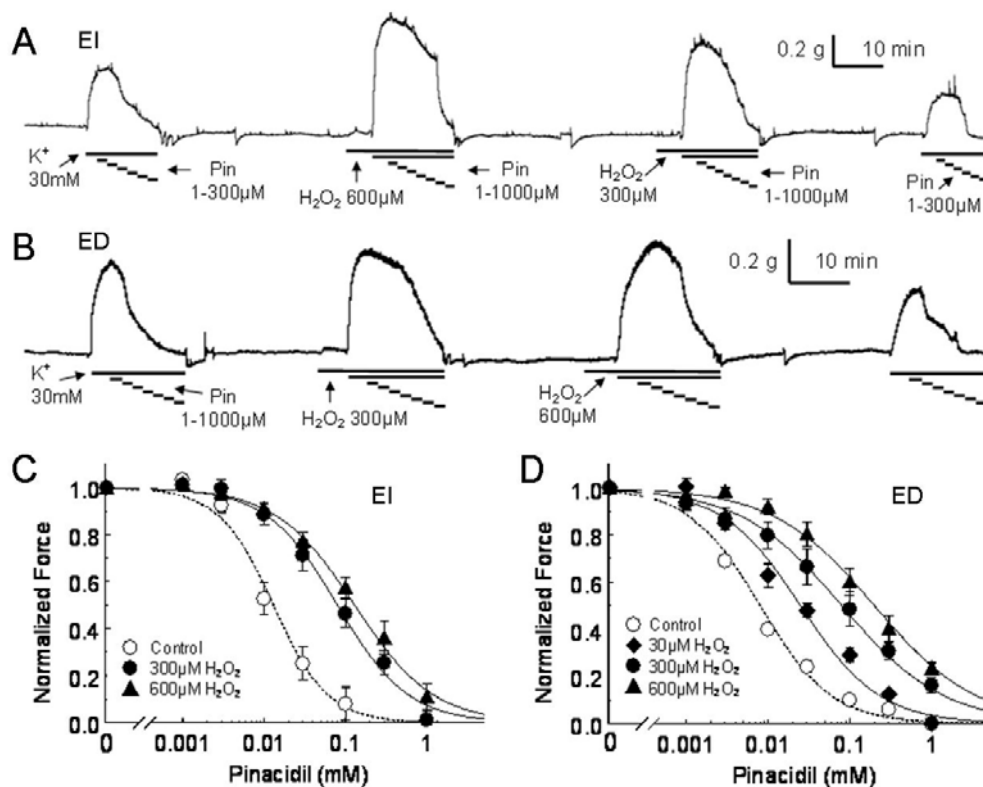 A
EI
0.2 g 10 min
K+
30mM
Pin
1-300µM
H₂O₂ 600µM
Pin
1-1000µM
H₂O₂
300µM
Pin
1-1000µM
Pin
1-300µM
B
ED
0.2 g 10 min
K+
30mM
Pin
1-1000µM
H₂O₂ 300µM
H₂O₂
600µM
C
EI
Normalized Force
1.0
0.8
0.6
0.4
0.2
0.0
Control
300µM H₂O₂
600µM H₂O₂
0 0.001 0.01 0.1 1
Pinacidil (mM)
D
ED
Normalized Force
1.0
0.8
0.6
0.4
0.2
0.0
Control
30µM H₂O₂
300µM H₂O₂
600µM H₂O₂
0 0.001 0.01 0.1 1
Pinacidil (mM)